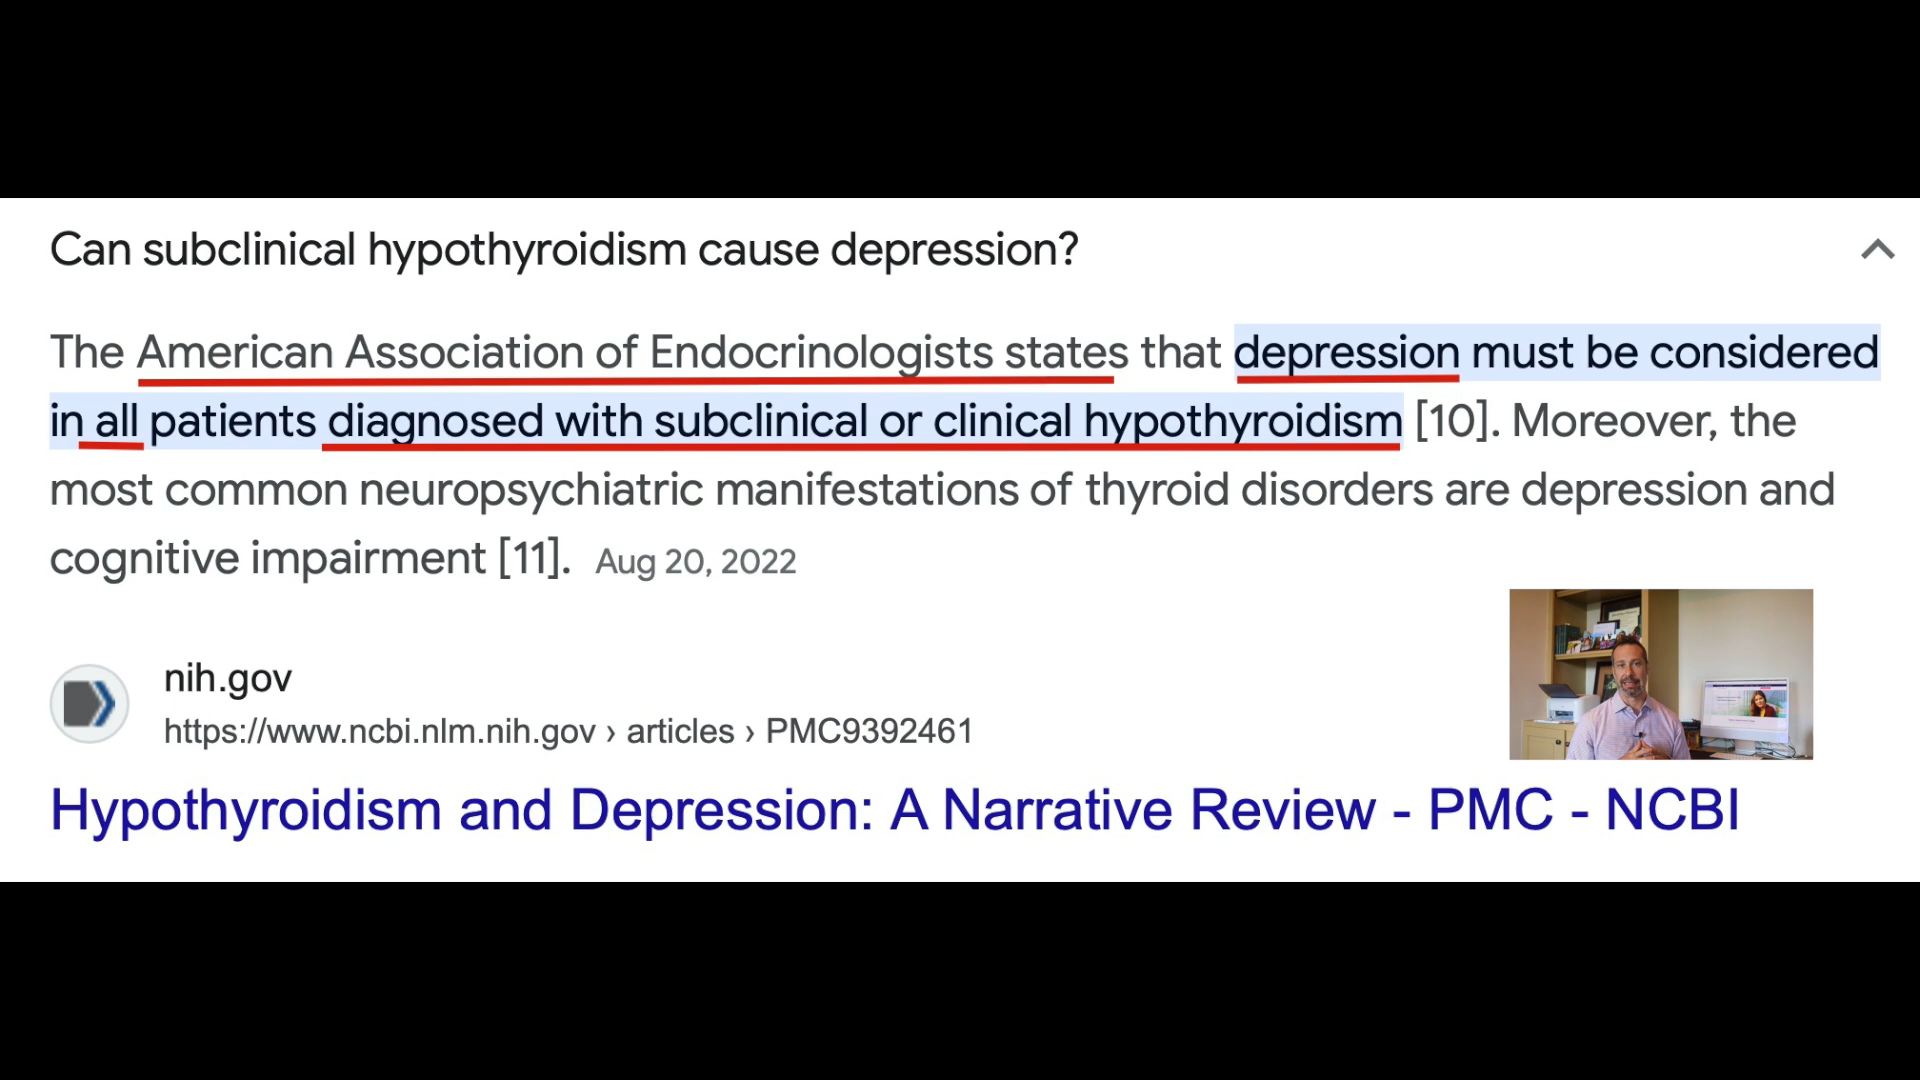 Can subclinical hypothyroidism cause depression?
The American Association of Endocrinologists states that depression must be considered
in all patients diagnosed with subclinical or clinical hypothyroidism [10]. Moreover, the
most common neuropsychiatric manifestations of thyroid disorders are depression and
cognitive impairment [11]. Aug 20, 2022
nih.gov
https://www.ncbi.nlm.nih.gov › articles › PMC9392461
Hypothyroidism and Depression: A Narrative Review - PMC - NCBI